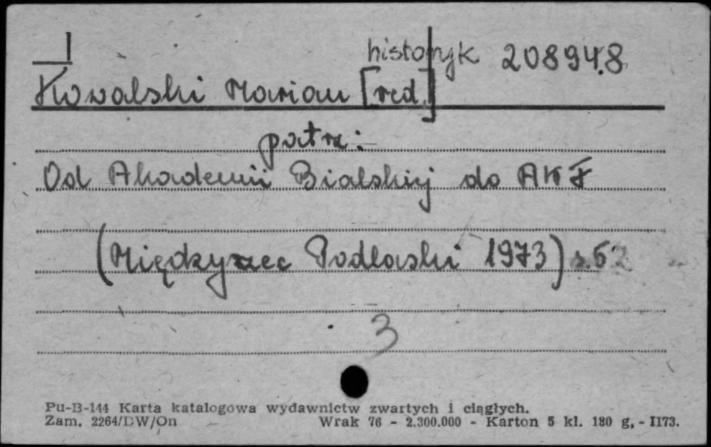 I
historyk 208948
Kowalski Marian [red.]
patrz:
Od Akademii Bialskiej do AWF
(Międzyrzec Podlaski 1973) s. 62
3
Pu-B-144 Karta katalogowa wydawnictw zwartych i ciągłych.
Zam. 2264/DW/On Wrak 76 - 2.300.000 - Karton 5 kl. 180 g. - I173.